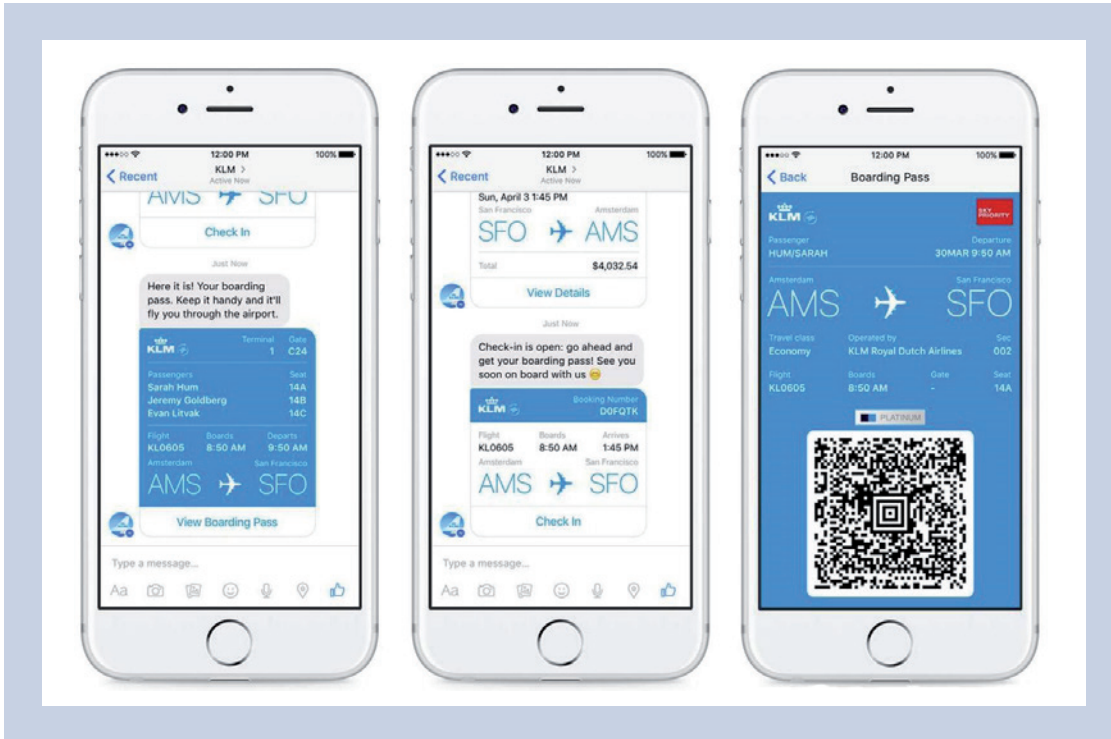 12:00 PM 100%
Recent KLM
Active Now
AMS SFO
Check In
Just Now
Here it is! Your boarding
pass. Keep it handy and it'll
fly you through the airport.
KLM Terminal Gate
1 C24
Passengers Seat
Sarah Hum 14A
Jeremy Goldberg 14B
Evan Litvak 14C
Flight Boards Departs
KL0605 8:50 AM 9:50 AM
Amsterdam San Francisco
AMS SFO
View Boarding Pass
Type a message...
Aa
12:00 PM 100%
Recent KLM
Active Now
Sun, April 3 1:45 PM
San Francisco Amsterdam
SFO AMS
Total $4,032.54
View Details
Just Now
Check-in is open: go ahead and
get your boarding pass! See you
soon on board with us
KLM Booking Number
D0FQTK
Flight Boards Arrives
KL0605 8:50 AM 1:45 PM
Amsterdam San Francisco
AMS SFO
Check In
Type a message...
Aa
12:00 PM 100%
Back Boarding Pass
KLM SKY
PRIORITY
Passenger Departure
HUM/SARAH 30MAR 9:50 AM
Amsterdam San Francisco
AMS SFO
Travel class Operated by Sec
Economy KLM Royal Dutch Airlines 002
Flight Boards Gate Seat
KL0605 8:50 AM - 14A
PLATINUM